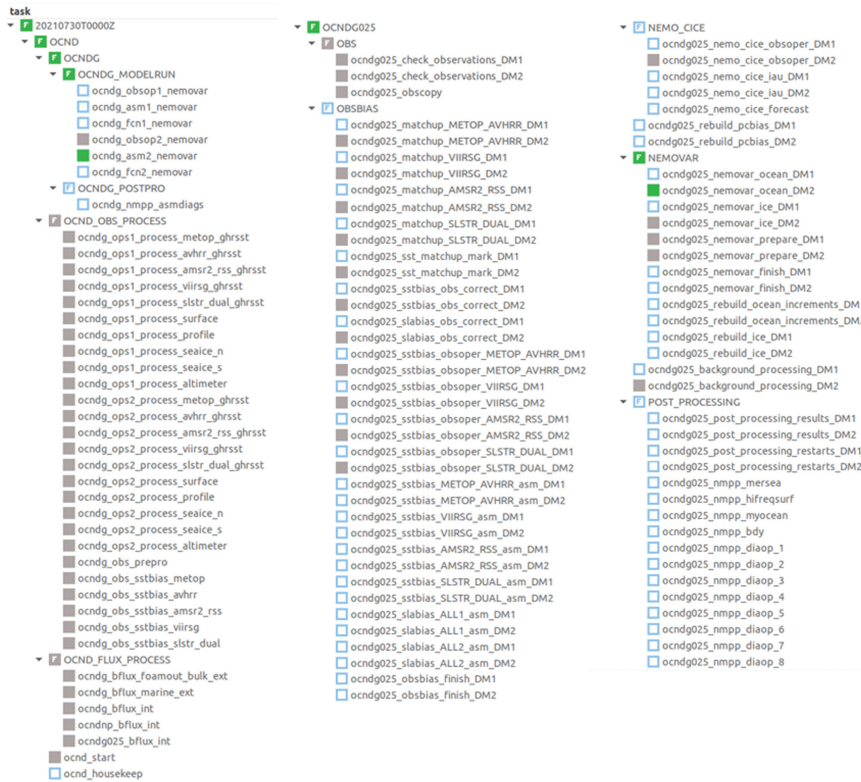 task
20210730T0000Z
OCND
OCNDG
OCNDG_MODELRUN
ocndg_obsop1_nemovar
ocndg_asm1_nemovar
ocndg_fcn1_nemovar
ocndg_obsop2_nemovar
ocndg_asm2_nemovar
ocndg_fcn2_nemovar
OCNDG_POSTPRO
ocndg_nmpp_asmdiags
OCND_OBS_PROCESS
ocndg_ops1_process_metop_ghrsst
ocndg_ops1_process_avhrr_ghrsst
ocndg_ops1_process_amsr2_rss_ghrsst
ocndg_ops1_process_viirsg_ghrsst
ocndg_ops1_process_slstr_dual_ghrsst
ocndg_ops1_process_surface
ocndg_ops1_process_profile
ocndg_ops1_process_seaice_n
ocndg_ops1_process_seaice_s
ocndg_ops1_process_altimeter
ocndg_ops2_process_metop_ghrsst
ocndg_ops2_process_avhrr_ghrsst
ocndg_ops2_process_amsr2_rss_ghrsst
ocndg_ops2_process_viirsg_ghrsst
ocndg_ops2_process_slstr_dual_ghrsst
ocndg_ops2_process_surface
ocndg_ops2_process_profile
ocndg_ops2_process_seaice_n
ocndg_ops2_process_seaice_s
ocndg_ops2_process_altimeter
ocndg_obs_prepro
ocndg_obs_sstbias_metop
ocndg_obs_sstbias_avhrr
ocndg_obs_sstbias_amsr2_rss
ocndg_obs_sstbias_viirsg
ocndg_obs_sstbias_slstr_dual
OCND_FLUX_PROCESS
ocndg_bflux_foamout_bulk_ext
ocndg_bflux_marine_ext
ocndg_bflux_int
ocndnp_bflux_int
ocndg025_bflux_int
ocnd_start
ocnd_housekeep
OCNDG025
OBS
ocndg025_check_observations_DM1
ocndg025_check_observations_DM2
ocndg025_obscopy
OBSBIAS
ocndg025_matchup_METOP_AVHRR_DM1
ocndg025_matchup_METOP_AVHRR_DM2
ocndg025_matchup_VIIRSG_DM1
ocndg025_matchup_VIIRSG_DM2
ocndg025_matchup_AMSR2_RSS_DM1
ocndg025_matchup_AMSR2_RSS_DM2
ocndg025_matchup_SLSTR_DUAL_DM1
ocndg025_matchup_SLSTR_DUAL_DM2
ocndg025_sst_matchup_mark_DM1
ocndg025_sst_matchup_mark_DM2
ocndg025_sstbias_obs_correct_DM1
ocndg025_sstbias_obs_correct_DM2
ocndg025_slabias_obs_correct_DM1
ocndg025_slabias_obs_correct_DM2
ocndg025_sstbias_obsoper_METOP_AVHRR_DM1
ocndg025_sstbias_obsoper_METOP_AVHRR_DM2
ocndg025_sstbias_obsoper_VIIRSG_DM1
ocndg025_sstbias_obsoper_VIIRSG_DM2
ocndg025_sstbias_obsoper_AMSR2_RSS_DM1
ocndg025_sstbias_obsoper_AMSR2_RSS_DM2
ocndg025_sstbias_obsoper_SLSTR_DUAL_DM1
ocndg025_sstbias_obsoper_SLSTR_DUAL_DM2
ocndg025_sstbias_METOP_AVHRR_asm_DM1
ocndg025_sstbias_METOP_AVHRR_asm_DM2
ocndg025_sstbias_VIIRSG_asm_DM1
ocndg025_sstbias_VIIRSG_asm_DM2
ocndg025_sstbias_AMSR2_RSS_asm_DM1
ocndg025_sstbias_AMSR2_RSS_asm_DM2
ocndg025_sstbias_SLSTR_DUAL_asm_DM1
ocndg025_sstbias_SLSTR_DUAL_asm_DM2
ocndg025_slabias_ALL1_asm_DM1
ocndg025_slabias_ALL1_asm_DM2
ocndg025_slabias_ALL2_asm_DM1
ocndg025_slabias_ALL2_asm_DM2
ocndg025_obsbias_finish_DM1
ocndg025_obsbias_finish_DM2
NEMO_CICE
ocndg025_nemo_cice_obsoper_DM1
ocndg025_nemo_cice_obsoper_DM2
ocndg025_nemo_cice_iau_DM1
ocndg025_nemo_cice_iau_DM2
ocndg025_nemo_cice_forecast
ocndg025_rebuild_pcbias_DM1
ocndg025_rebuild_pcbias_DM2
NEMOVAR
ocndg025_nemovar_ocean_DM1
ocndg025_nemovar_ocean_DM2
ocndg025_nemovar_ice_DM1
ocndg025_nemovar_ice_DM2
ocndg025_nemovar_prepare_DM1
ocndg025_nemovar_prepare_DM2
ocndg025_nemovar_finish_DM1
ocndg025_nemovar_finish_DM2
ocndg025_rebuild_ocean_increments_DM
ocndg025_rebuild_ocean_increments_DM
ocndg025_rebuild_ice_DM1
ocndg025_rebuild_ice_DM2
ocndg025_background_processing_DM1
ocndg025_background_processing_DM2
POST_PROCESSING
ocndg025_post_processing_results_DM1
ocndg025_post_processing_results_DM2
ocndg025_post_processing_restarts_DM1
ocndg025_post_processing_restarts_DM2
ocndg025_nmpp_mersea
ocndg025_nmpp_hifreqsurf
ocndg025_nmpp_myocean
ocndg025_nmpp_bdy
ocndg025_nmpp_diaop_1
ocndg025_nmpp_diaop_2
ocndg025_nmpp_diaop_3
ocndg025_nmpp_diaop_4
ocndg025_nmpp_diaop_5
ocndg025_nmpp_diaop_6
ocndg025_nmpp_diaop_7
ocndg025_nmpp_diaop_8